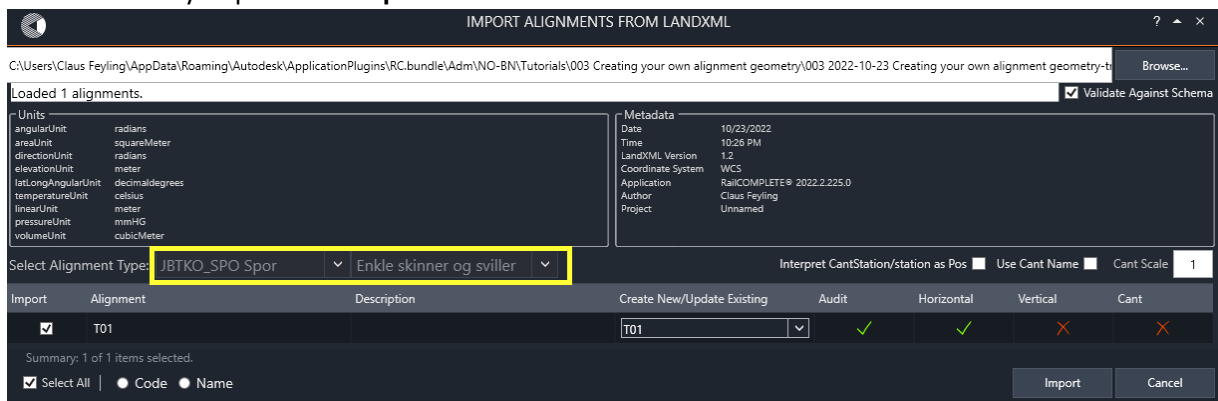 IMPORT ALIGNMENTS FROM LANDXML
C:\Users\Claus Feyling\AppData\Roaming\Autodesk\ApplicationPlugins\RC.bundle\Adm\NO-BN\Tutorials\003 Creating your own alignment geometry\003 2022-10-23 Creating your own alignment geometry-tr Browse...
Loaded 1 alignments. Validate Against Schema
Units
angularUnit radians
areaUnit squareMeter
directionUnit radians
elevationUnit meter
latLongAngularUnit decimaldegrees
temperatureUnit celsius
linearUnit meter
pressureUnit mmHG
volumeUnit cubicMeter
Metadata
Date 10/23/2022
Time 10:26 PM
LandXML Version 1.2
Coordinate System WCS
Application RailCOMPLETE® 2022.2.225.0
Author Claus Feyling
Project Unnamed
Select Alignment Type: JBTKO_SPO Spor Enkle skinner og sviller Interpret CantStation/station as Pos Use Cant Name Cant Scale 1
Import Alignment Description Create New/Update Existing Audit Horizontal Vertical Cant
T01 T01
Summary: 1 of 1 items selected.
Select All | Code Name Import Cancel